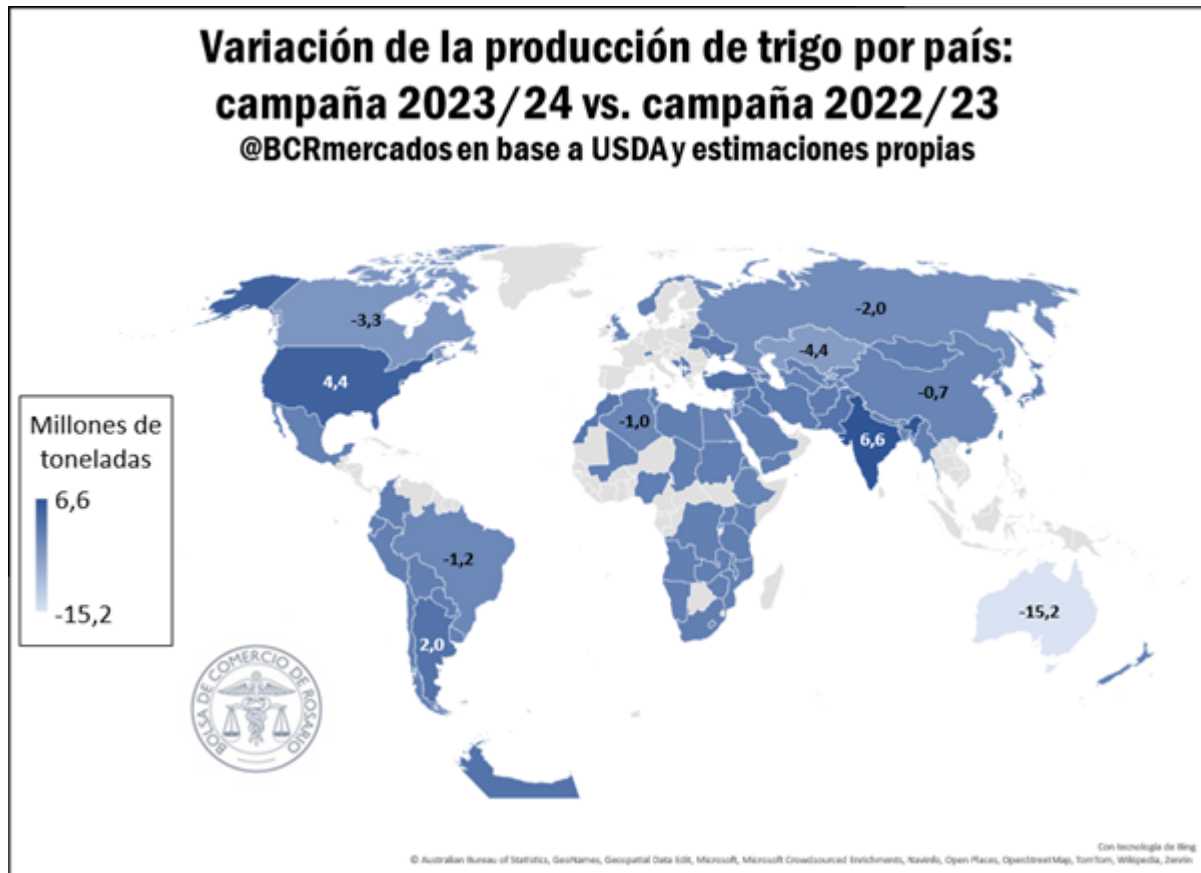 Variación de la producción de trigo por país:
campaña 2023/24 vs. campaña 2022/23
@BCRmercados en base a USDA y estimaciones propias
-3,3
-2,0
-4,4
4,4
-0,7
-1,0
6,6
Millones de
toneladas
6,6
-15,2
-1,2
-15,2
2,0
BOLSA DE COMERCIO DE ROSARIO
Con tecnología de Bing
© Australian Bureau of Statistics, GeoNames, Geospatial Data Edit, Microsoft, Microsoft Crowdsourced Enrichments, Navinfo, Open Places, OpenStreetMap, TomTom, Wikipedia, Zenrin